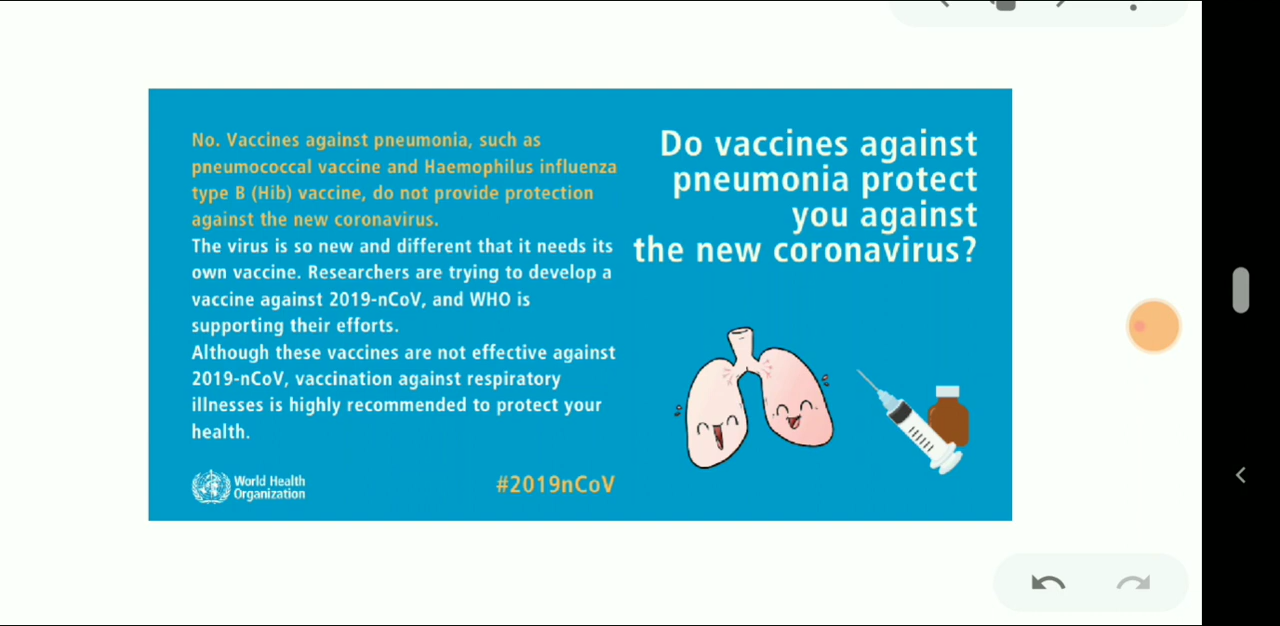 No. Vaccines against pneumonia, such as
pneumococcal vaccine and Haemophilus influenza
type B (Hib) vaccine, do not provide protection
against the new coronavirus.
The virus is so new and different that it needs its
own vaccine. Researchers are trying to develop a
vaccine against 2019-nCoV, and WHO is
supporting their efforts.
Although these vaccines are not effective against
2019-nCoV, vaccination against respiratory
illnesses is highly recommended to protect your
health.
World Health
Organization
#2019nCoV
Do vaccines against
pneumonia protect
you against
the new coronavirus?